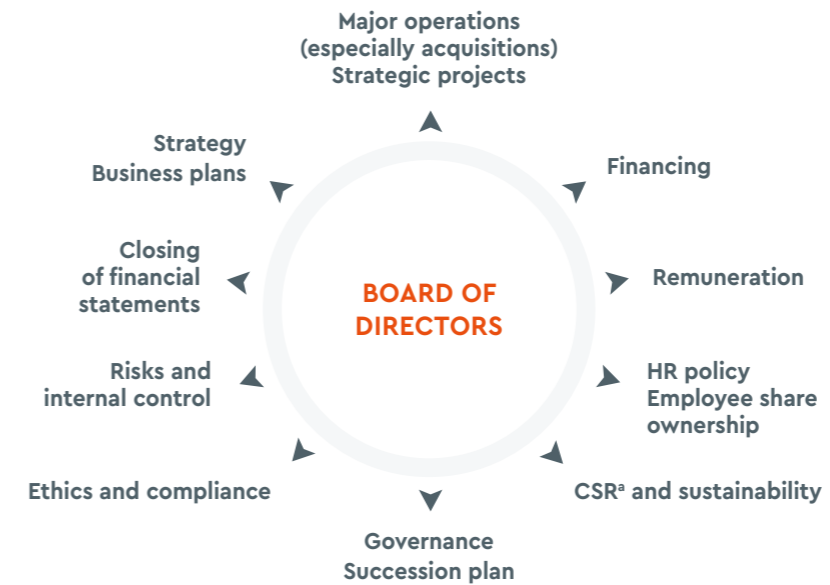 Major operations
(especially acquisitions)
Strategic projects
Strategy
Business plans
Financing
Closing
of financial
statements
Remuneration
BOARD OF
DIRECTORS
Risks and
internal control
HR policy
Employee share
ownership
Ethics and compliance
CSRª and sustainability
Governance
Succession plan